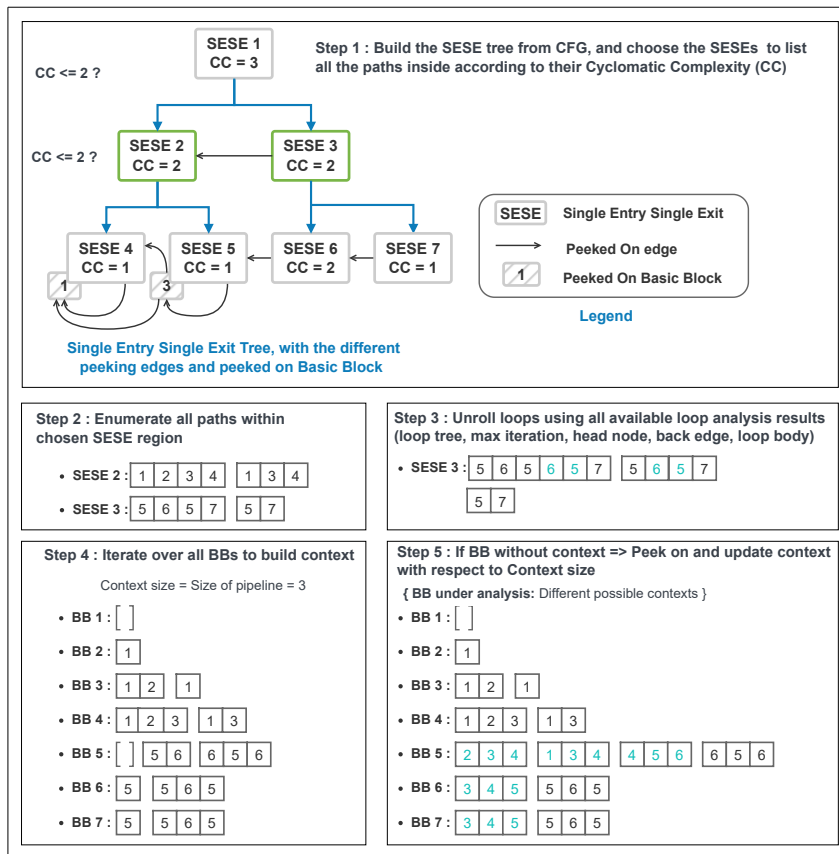 Step 1 : Build the SESE tree from CFG, and choose the SESEs to list
all the paths inside according to their Cyclomatic Complexity (CC)
SESE 1
CC = 3
CC <= 2 ?
CC <= 2 ?
SESE 2
CC = 2
SESE 3
CC = 2
SESE 4
CC = 1
SESE 5
CC = 1
SESE 6
CC = 2
SESE 7
CC = 1
1
3
SESE Single Entry Single Exit
Peeked On edge
1 Peeked On Basic Block
Legend
Single Entry Single Exit Tree, with the different
peeking edges and peeked on Basic Block
Step 2 : Enumerate all paths within
chosen SESE region
• SESE 2 : 1 2 3 4 1 3 4
• SESE 3 : 5 6 5 7 5 7
Step 3 : Unroll loops using all available loop analysis results
(loop tree, max iteration, head node, back edge, loop body)
• SESE 3 : 5 6 5 6 5 7 5 6 5 7
5 7
Step 4 : Iterate over all BBs to build context
Context size = Size of pipeline = 3
• BB 1 : [ ]
• BB 2 : 1
• BB 3 : 1 2 1
• BB 4 : 1 2 3 1 3
• BB 5 : [ ] 5 6 6 5 6
• BB 6 : 5 5 6 5
• BB 7 : 5 5 6 5
Step 5 : If BB without context => Peek on and update context
with respect to Context size
{ BB under analysis: Different possible contexts }
• BB 1 : [ ]
• BB 2 : 1
• BB 3 : 1 2 1
• BB 4 : 1 2 3 1 3
• BB 5 : 2 3 4 1 3 4 4 5 6 6 5 6
• BB 6 : 3 4 5 5 6 5
• BB 7 : 3 4 5 5 6 5